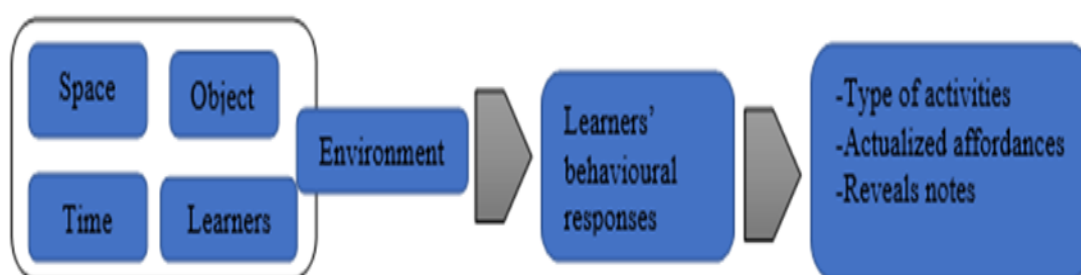 Space
Object
Time
Learners
Environment
Learners’
behavioural
responses
-Type of activities
-Actualized affordances
-Reveals notes